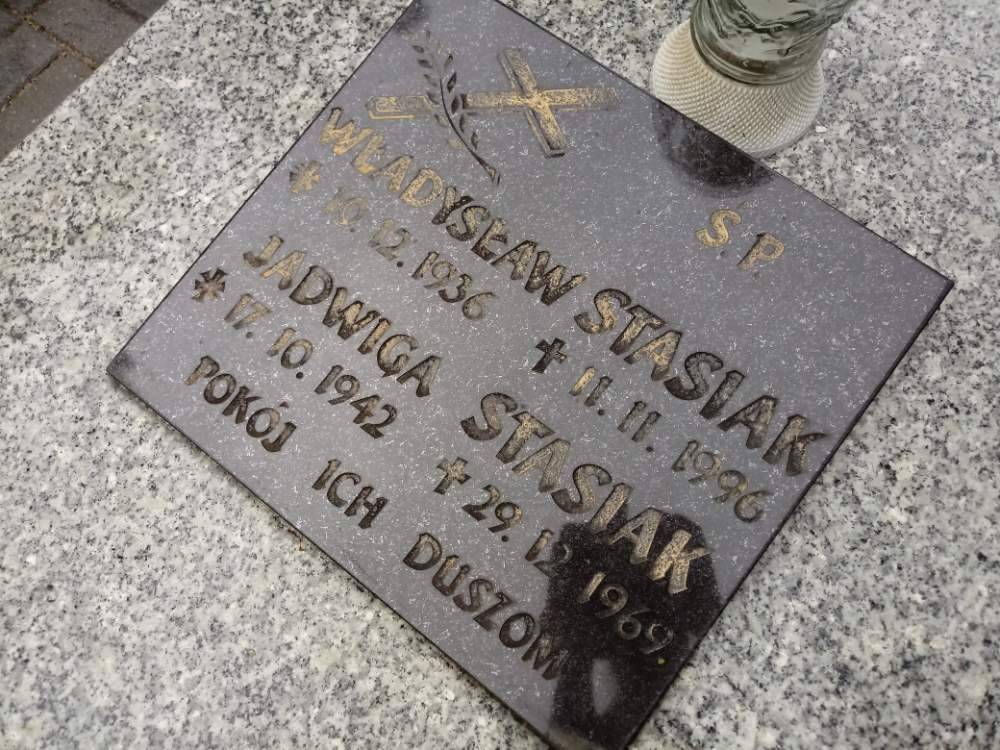 Ś. P.
WŁADYSŁAW STASIAK
* 10. 12. 1936 † 11. 11. 1996
JADWIGA STASIAK
* 17. 10. 1942 † 29. 12. 1969.
POKÓJ ICH DUSZOM